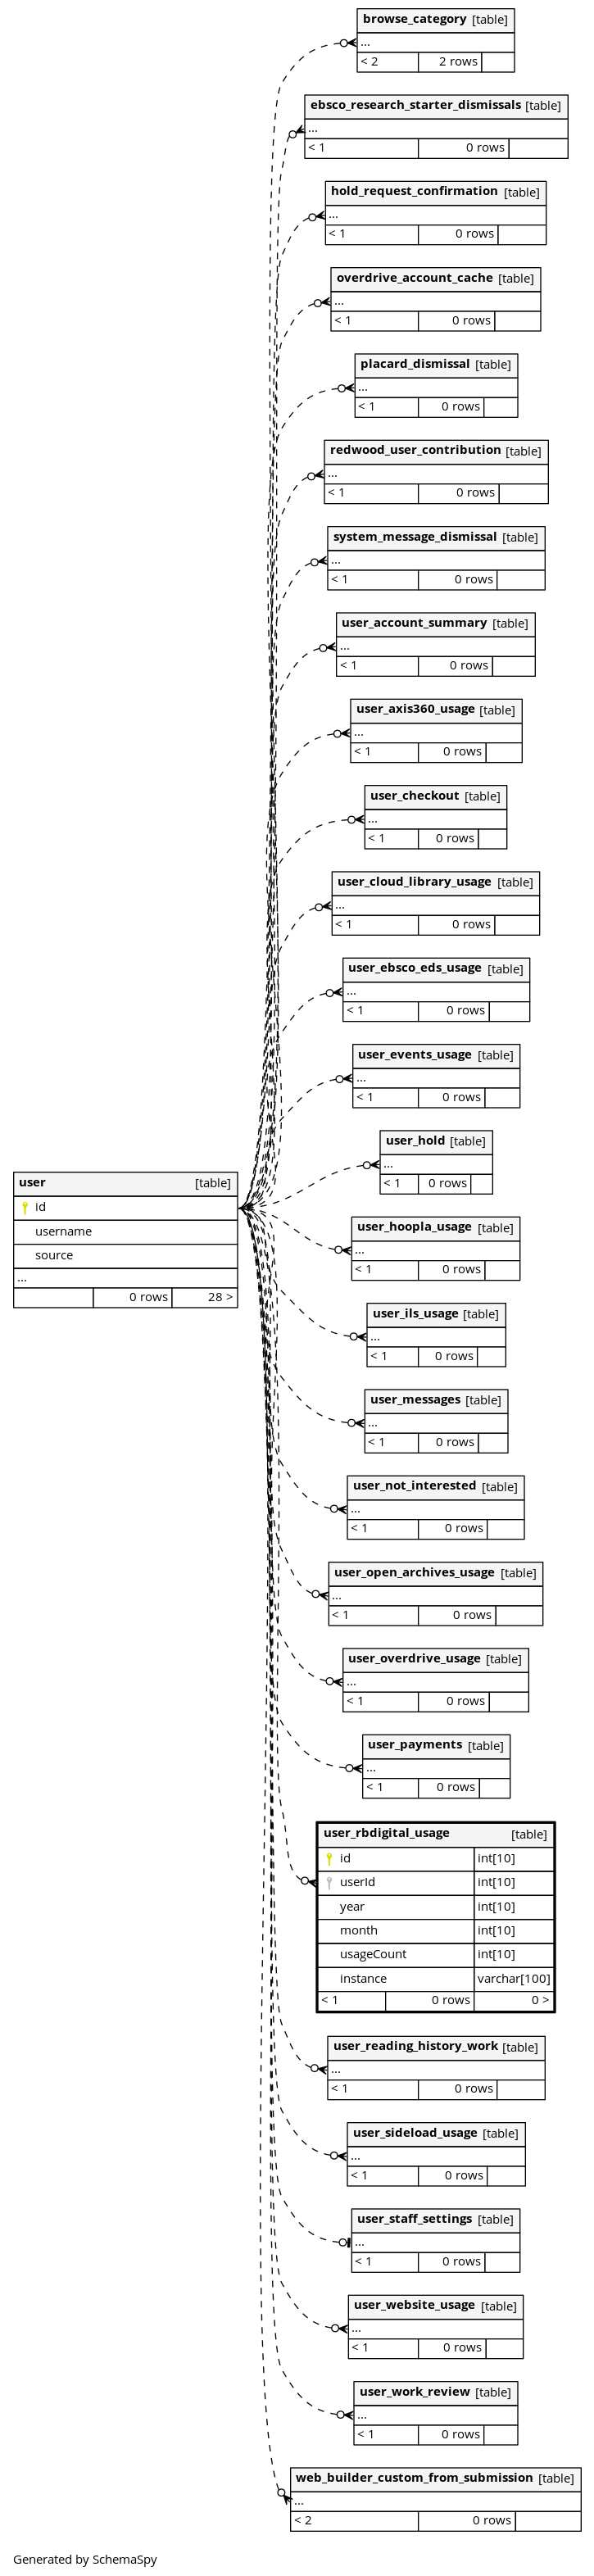 browse_category [table]
...
< 2 2 rows
ebsco_research_starter_dismissals [table]
...
< 1 0 rows
hold_request_confirmation [table]
...
< 1 0 rows
overdrive_account_cache [table]
...
< 1 0 rows
placard_dismissal [table]
...
< 1 0 rows
redwood_user_contribution [table]
...
< 1 0 rows
system_message_dismissal [table]
...
< 1 0 rows
user_account_summary [table]
...
< 1 0 rows
user_axis360_usage [table]
...
< 1 0 rows
user_checkout [table]
...
< 1 0 rows
user_cloud_library_usage [table]
...
< 1 0 rows
user_ebsco_eds_usage [table]
...
< 1 0 rows
user_events_usage [table]
...
< 1 0 rows
user_hold [table]
...
< 1 0 rows
user [table]
id
username
source
...
0 rows 28 >
user_hoopla_usage [table]
...
< 1 0 rows
user_ils_usage [table]
...
< 1 0 rows
user_messages [table]
...
< 1 0 rows
user_not_interested [table]
...
< 1 0 rows
user_open_archives_usage [table]
...
< 1 0 rows
user_overdrive_usage [table]
...
< 1 0 rows
user_payments [table]
...
< 1 0 rows
user_rbdigital_usage [table]
id int[10]
userId int[10]
year int[10]
month int[10]
usageCount int[10]
instance varchar[100]
< 1 0 rows 0 >
user_reading_history_work [table]
...
< 1 0 rows
user_sideload_usage [table]
...
< 1 0 rows
user_staff_settings [table]
...
< 1 0 rows
user_website_usage [table]
...
< 1 0 rows
user_work_review [table]
...
< 1 0 rows
web_builder_custom_from_submission [table]
...
< 2 0 rows
Generated by SchemaSpy